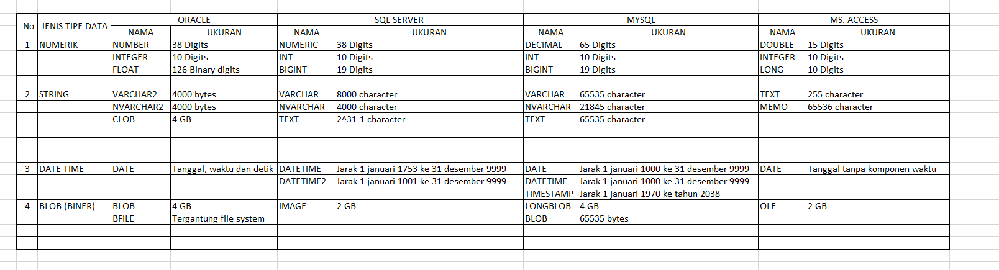 No JENIS TIPE DATA ORACLE SQL SERVER MYSQL MS. ACCESS
NAMA UKURAN NAMA UKURAN NAMA UKURAN NAMA UKURAN
1 NUMERIK NUMBER 38 Digits NUMERIC 38 Digits DECIMAL 65 Digits DOUBLE 15 Digits
INTEGER 10 Digits INT 10 Digits INT 10 Digits INTEGER 10 Digits
FLOAT 126 Binary digits BIGINT 19 Digits BIGINT 19 Digits LONG 10 Digits
2 STRING VARCHAR2 4000 bytes VARCHAR 8000 character VARCHAR 65535 character TEXT 255 character
NVARCHAR2 4000 bytes NVARCHAR 4000 character NVARCHAR 21845 character MEMO 65536 character
CLOB 4 GB TEXT 2^31-1 character TEXT 65535 character
3 DATE TIME DATE Tanggal, waktu dan detik DATETIME Jarak 1 januari 1753 ke 31 desember 9999 DATE Jarak 1 januari 1000 ke 31 desember 9999 DATE Tanggal tanpa komponen waktu
DATETIME2 Jarak 1 januari 1001 ke 31 desember 9999 DATETIME Jarak 1 januari 1000 ke 31 desember 9999
TIMESTAMP Jarak 1 januari 1970 ke tahun 2038
4 BLOB (BINER) BLOB 4 GB IMAGE 2 GB LONGBLOB 4 GB OLE 2 GB
BFILE Tergantung file system BLOB 65535 bytes